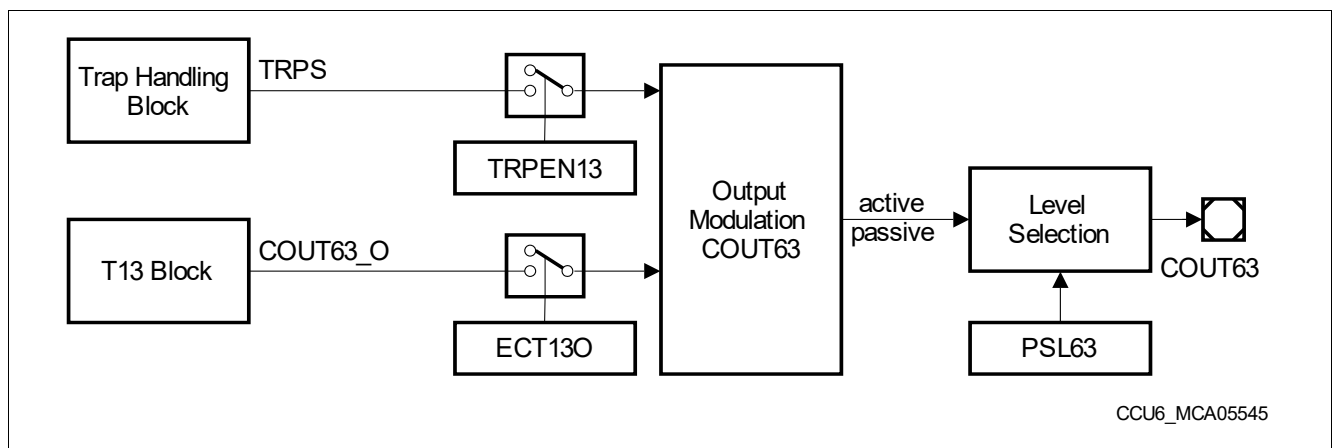 Trap Handling
Block
TRPS
TRPEN13
T13 Block
COUT63_O
ECT13O
Output
Modulation
COUT63
active
passive
Level
Selection
COUT63
PSL63
CCU6_MCA05545